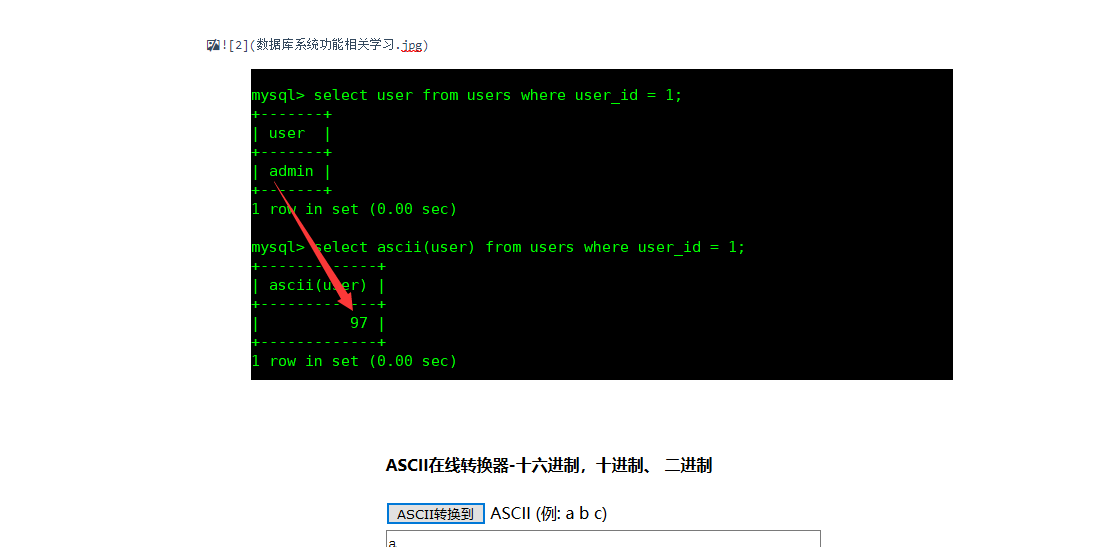 ![2](数据库系统功能相关学习.jpg)
mysql> select user from users where user_id = 1;
+-------+
| user  |
+-------+
| admin |
+-------+
1 row in set (0.00 sec)
mysql> select ascii(user) from users where user_id = 1;
+-------------+
| ascii(user) |
+-------------+
|          97 |
+-------------+
1 row in set (0.00 sec)
ASCII在线转换器-十六进制，十进制、 二进制
ASCII转换到 ASCII (例: a b c)
a